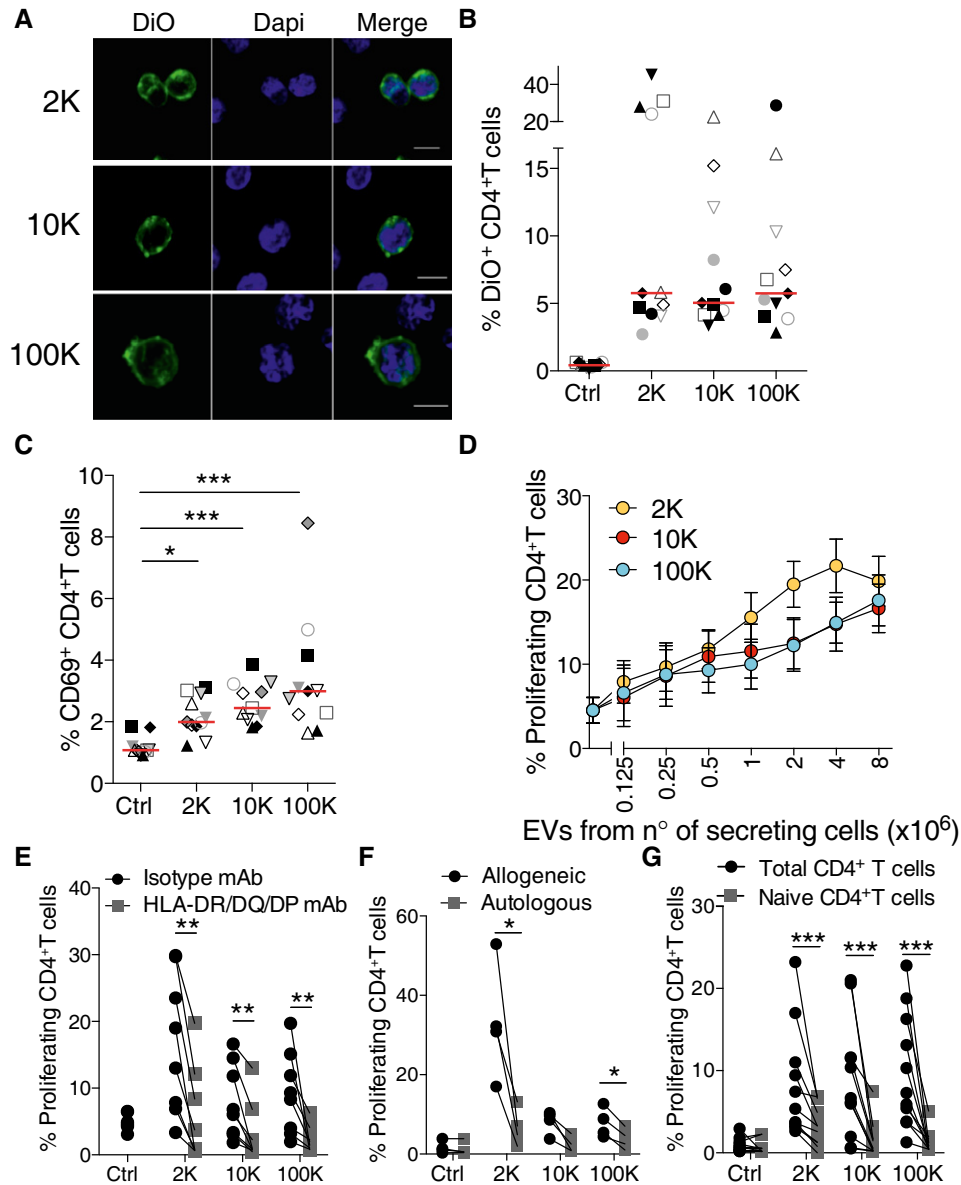 A
DiO Dapi Merge
2K
10K
100K
B
% DiO⁺ CD4⁺T cells
40
20
15
10
5
0
Ctrl 2K 10K 100K
C
% CD69⁺ CD4⁺T cells
10
8
6
4
2
0
***
***
*
Ctrl 2K 10K 100K
D
% Proliferating CD4⁺T cells
30
20
10
0
2K
10K
100K
0.125 0.25 0.5 1 2 4 8
EVs from n° of secreting cells (x10⁶)
E
Isotype mAb
HLA-DR/DQ/DP mAb
% Proliferating CD4⁺T cells
40
30
20
10
0
**
**
**
Ctrl 2K 10K 100K
F
Allogeneic
Autologous
% Proliferating CD4⁺T cells
60
40
20
0
*
*
Ctrl 2K 10K 100K
G
Total CD4⁺ T cells
Naive CD4⁺T cells
% Proliferating CD4⁺T cells
30
20
10
0
*** *** ***
Ctrl 2K 10K 100K